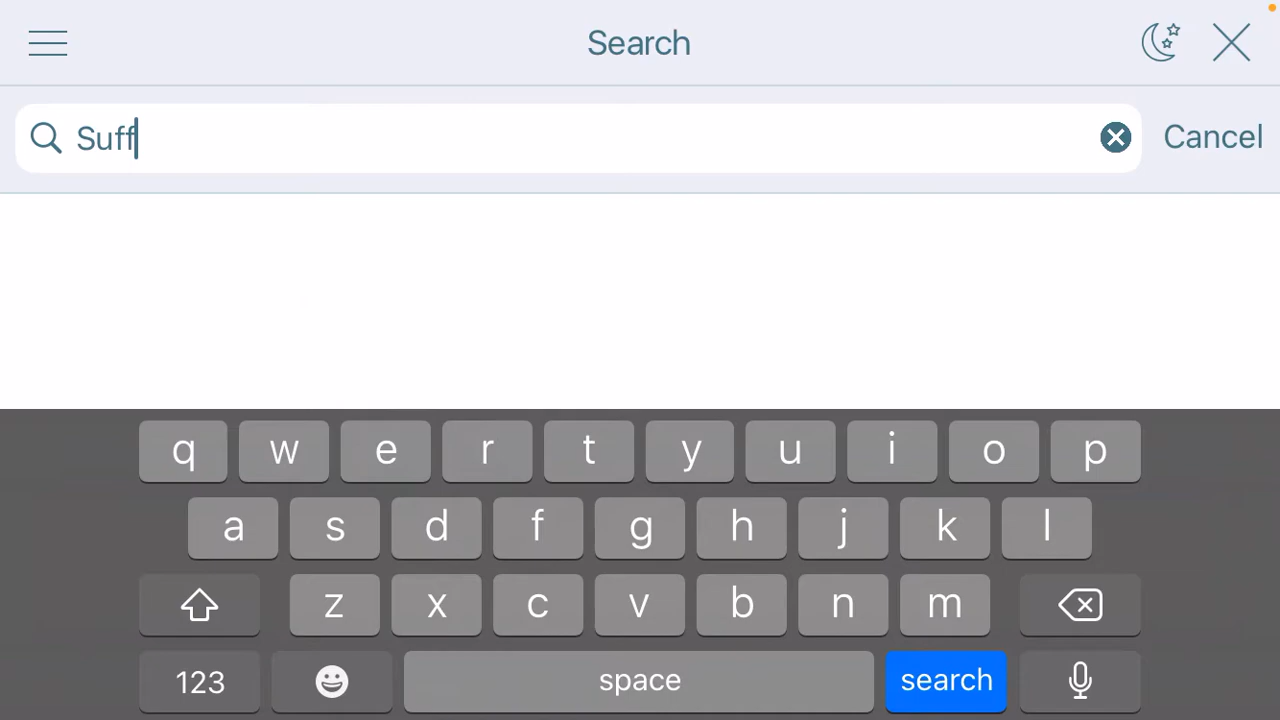 Search
Suff
Cancel
q w e r t y u i o p
a s d f g h j k l
z x c v b n m
123 space search